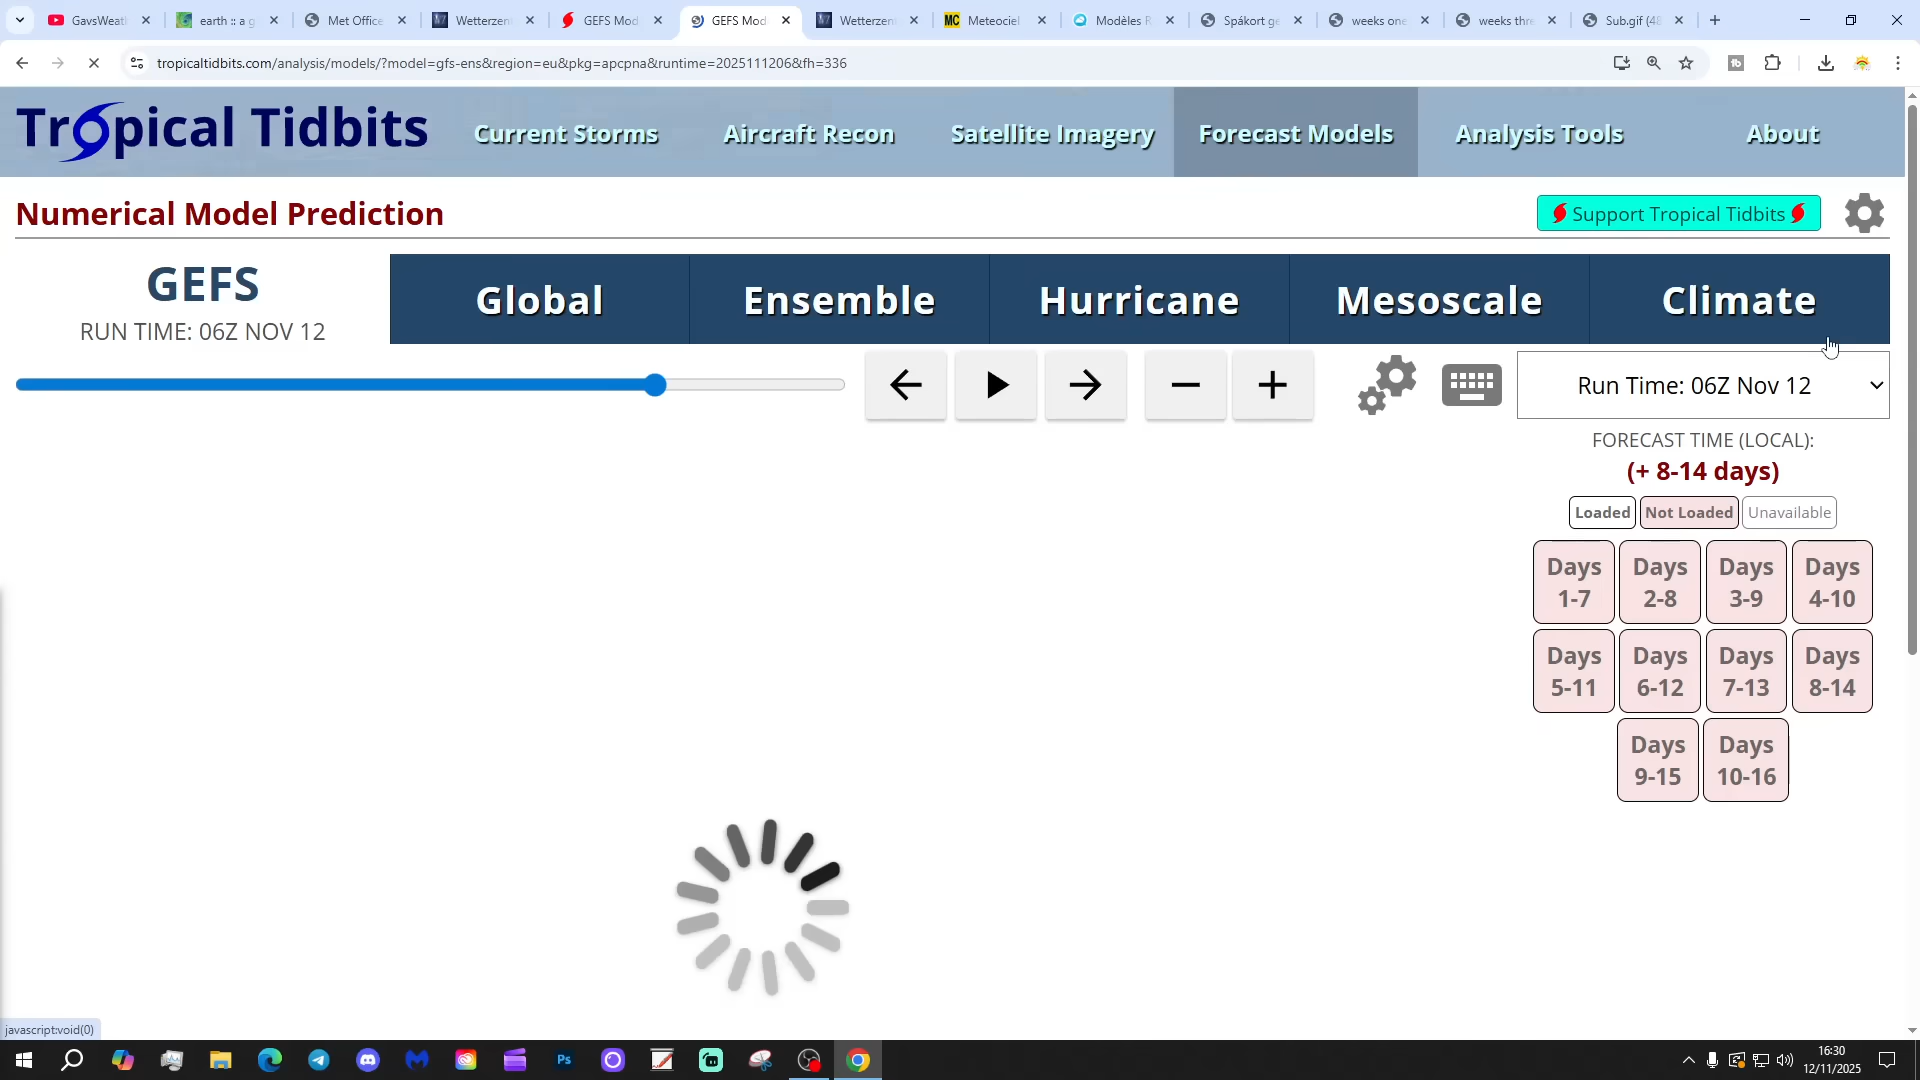 GavsWeath
earth :: a g
Met Office
Wetterzen
GEFS Mod
GEFS Mod
Wetterzen
MC Meteociel
Modèles R
Spákort ge
weeks one
weeks thre
Sub.gif (48
tropicaltidbits.com/analysis/models/?model=gfs-ens&region=eu&pkg=apcpna&runtime=2025111206&fh=336
Tropical Tidbits
Current Storms
Aircraft Recon
Satellite Imagery
Forecast Models
Analysis Tools
About
Numerical Model Prediction
Support Tropical Tidbits
GEFS
RUN TIME: 06Z NOV 12
Global
Ensemble
Hurricane
Mesoscale
Climate
Run Time: 06Z Nov 12
FORECAST TIME (LOCAL):
(+ 8-14 days)
Loaded Not Loaded Unavailable
Days 1-7
Days 2-8
Days 3-9
Days 4-10
Days 5-11
Days 6-12
Days 7-13
Days 8-14
Days 9-15
Days 10-16
javascript:void(0)
Ps
16:30
12/11/2025